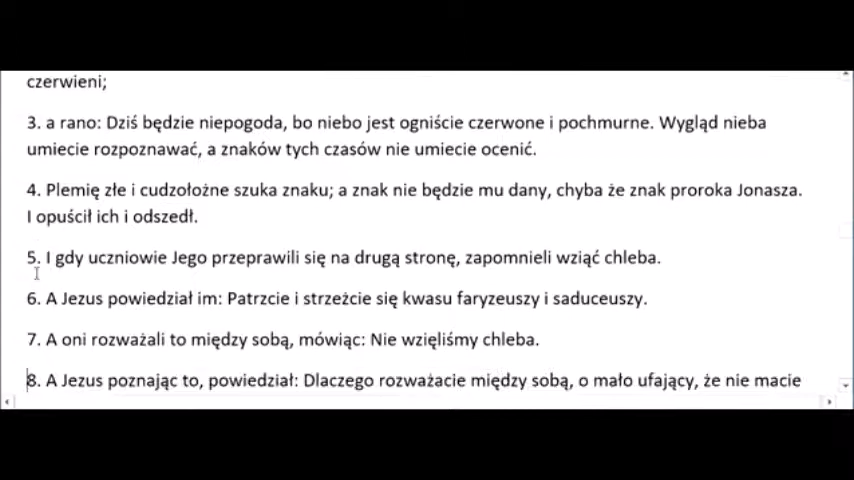 czerwieni;
3. a rano: Dziś będzie niepogoda, bo niebo jest ogniście czerwone i pochmurne. Wygląd nieba
umiecie rozpoznawać, a znaków tych czasów nie umiecie ocenić.
4. Plemię złe i cudzołożne szuka znaku; a znak nie będzie mu dany, chyba że znak proroka Jonasza.
I opuścił ich i odszedł.
5. I gdy uczniowie Jego przeprawili się na drugą stronę, zapomnieli wziąć chleba.
6. A Jezus powiedział im: Patrzcie i strzeżcie się kwasu faryzeuszy i saduceuszy.
7. A oni rozważali to między sobą, mówiąc: Nie wzięliśmy chleba.
8. A Jezus poznając to, powiedział: Dlaczego rozważacie między sobą, o mało ufający, że nie macie